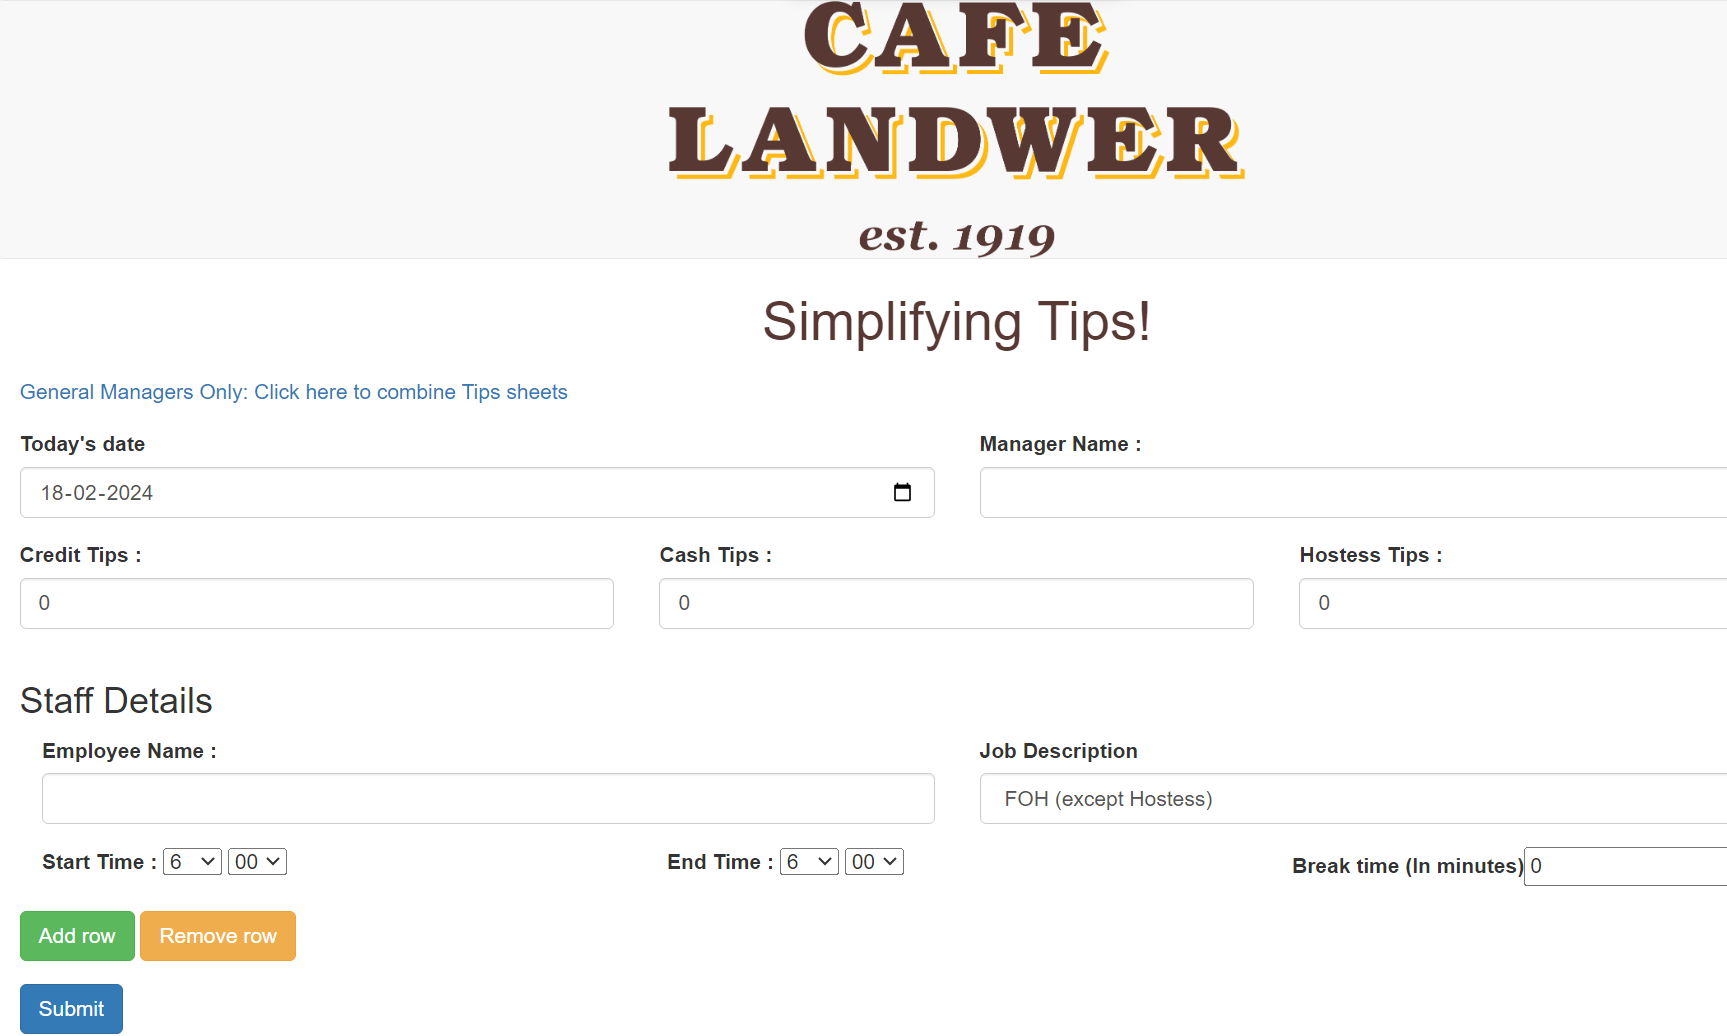 CAFE
LANDWER
est. 1919
Simplifying Tips!
General Managers Only: Click here to combine Tips sheets
Today's date
Manager Name :
18-02-2024
Credit Tips :
Cash Tips :
Hostess Tips :
0
0
0
Staff Details
Employee Name :
Job Description
FOH (except Hostess)
Start Time : 6 00
End Time : 6 00
Break time (In minutes) 0
Add row
Remove row
Submit